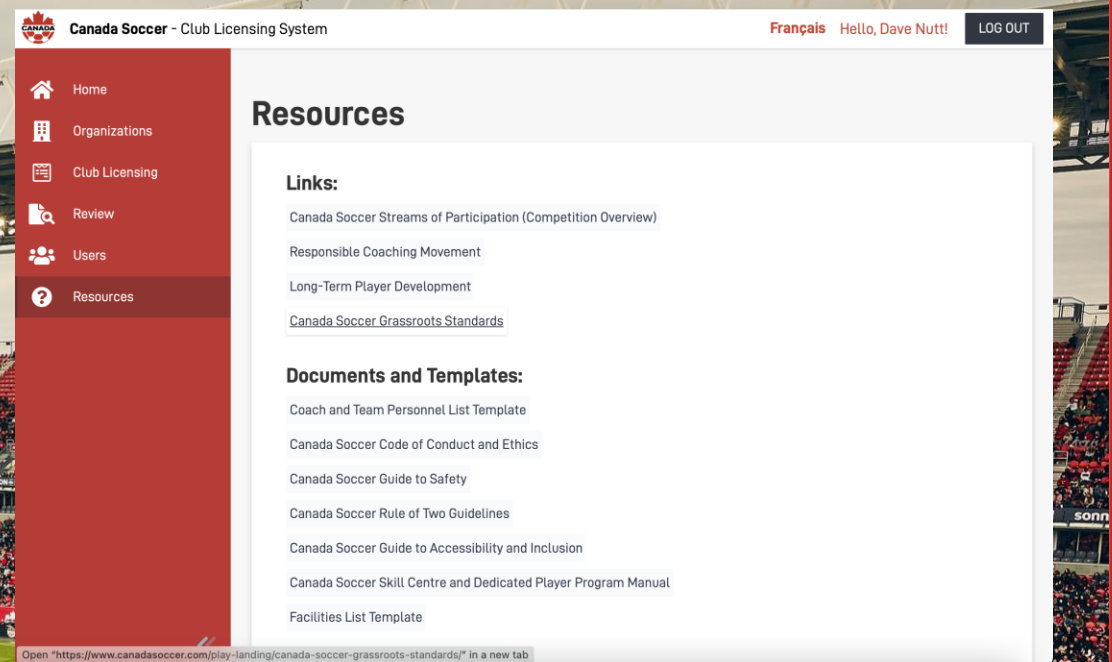 CANADA
Canada Soccer - Club Licensing System
Français
Hello, Dave Nutt!
LOG OUT
Home
Organizations
Club Licensing
Review
Users
Resources
Resources
Links:
Canada Soccer Streams of Participation (Competition Overview)
Responsible Coaching Movement
Long-Term Player Development
Canada Soccer Grassroots Standards
Documents and Templates:
Coach and Team Personnel List Template
Canada Soccer Code of Conduct and Ethics
Canada Soccer Guide to Safety
Canada Soccer Rule of Two Guidelines
Canada Soccer Guide to Accessibility and Inclusion
Canada Soccer Skill Centre and Dedicated Player Program Manual
Facilities List Template
Open "https://www.canadasoccer.com/play-landing/canada-soccer-grassroots-standards/" in a new tab